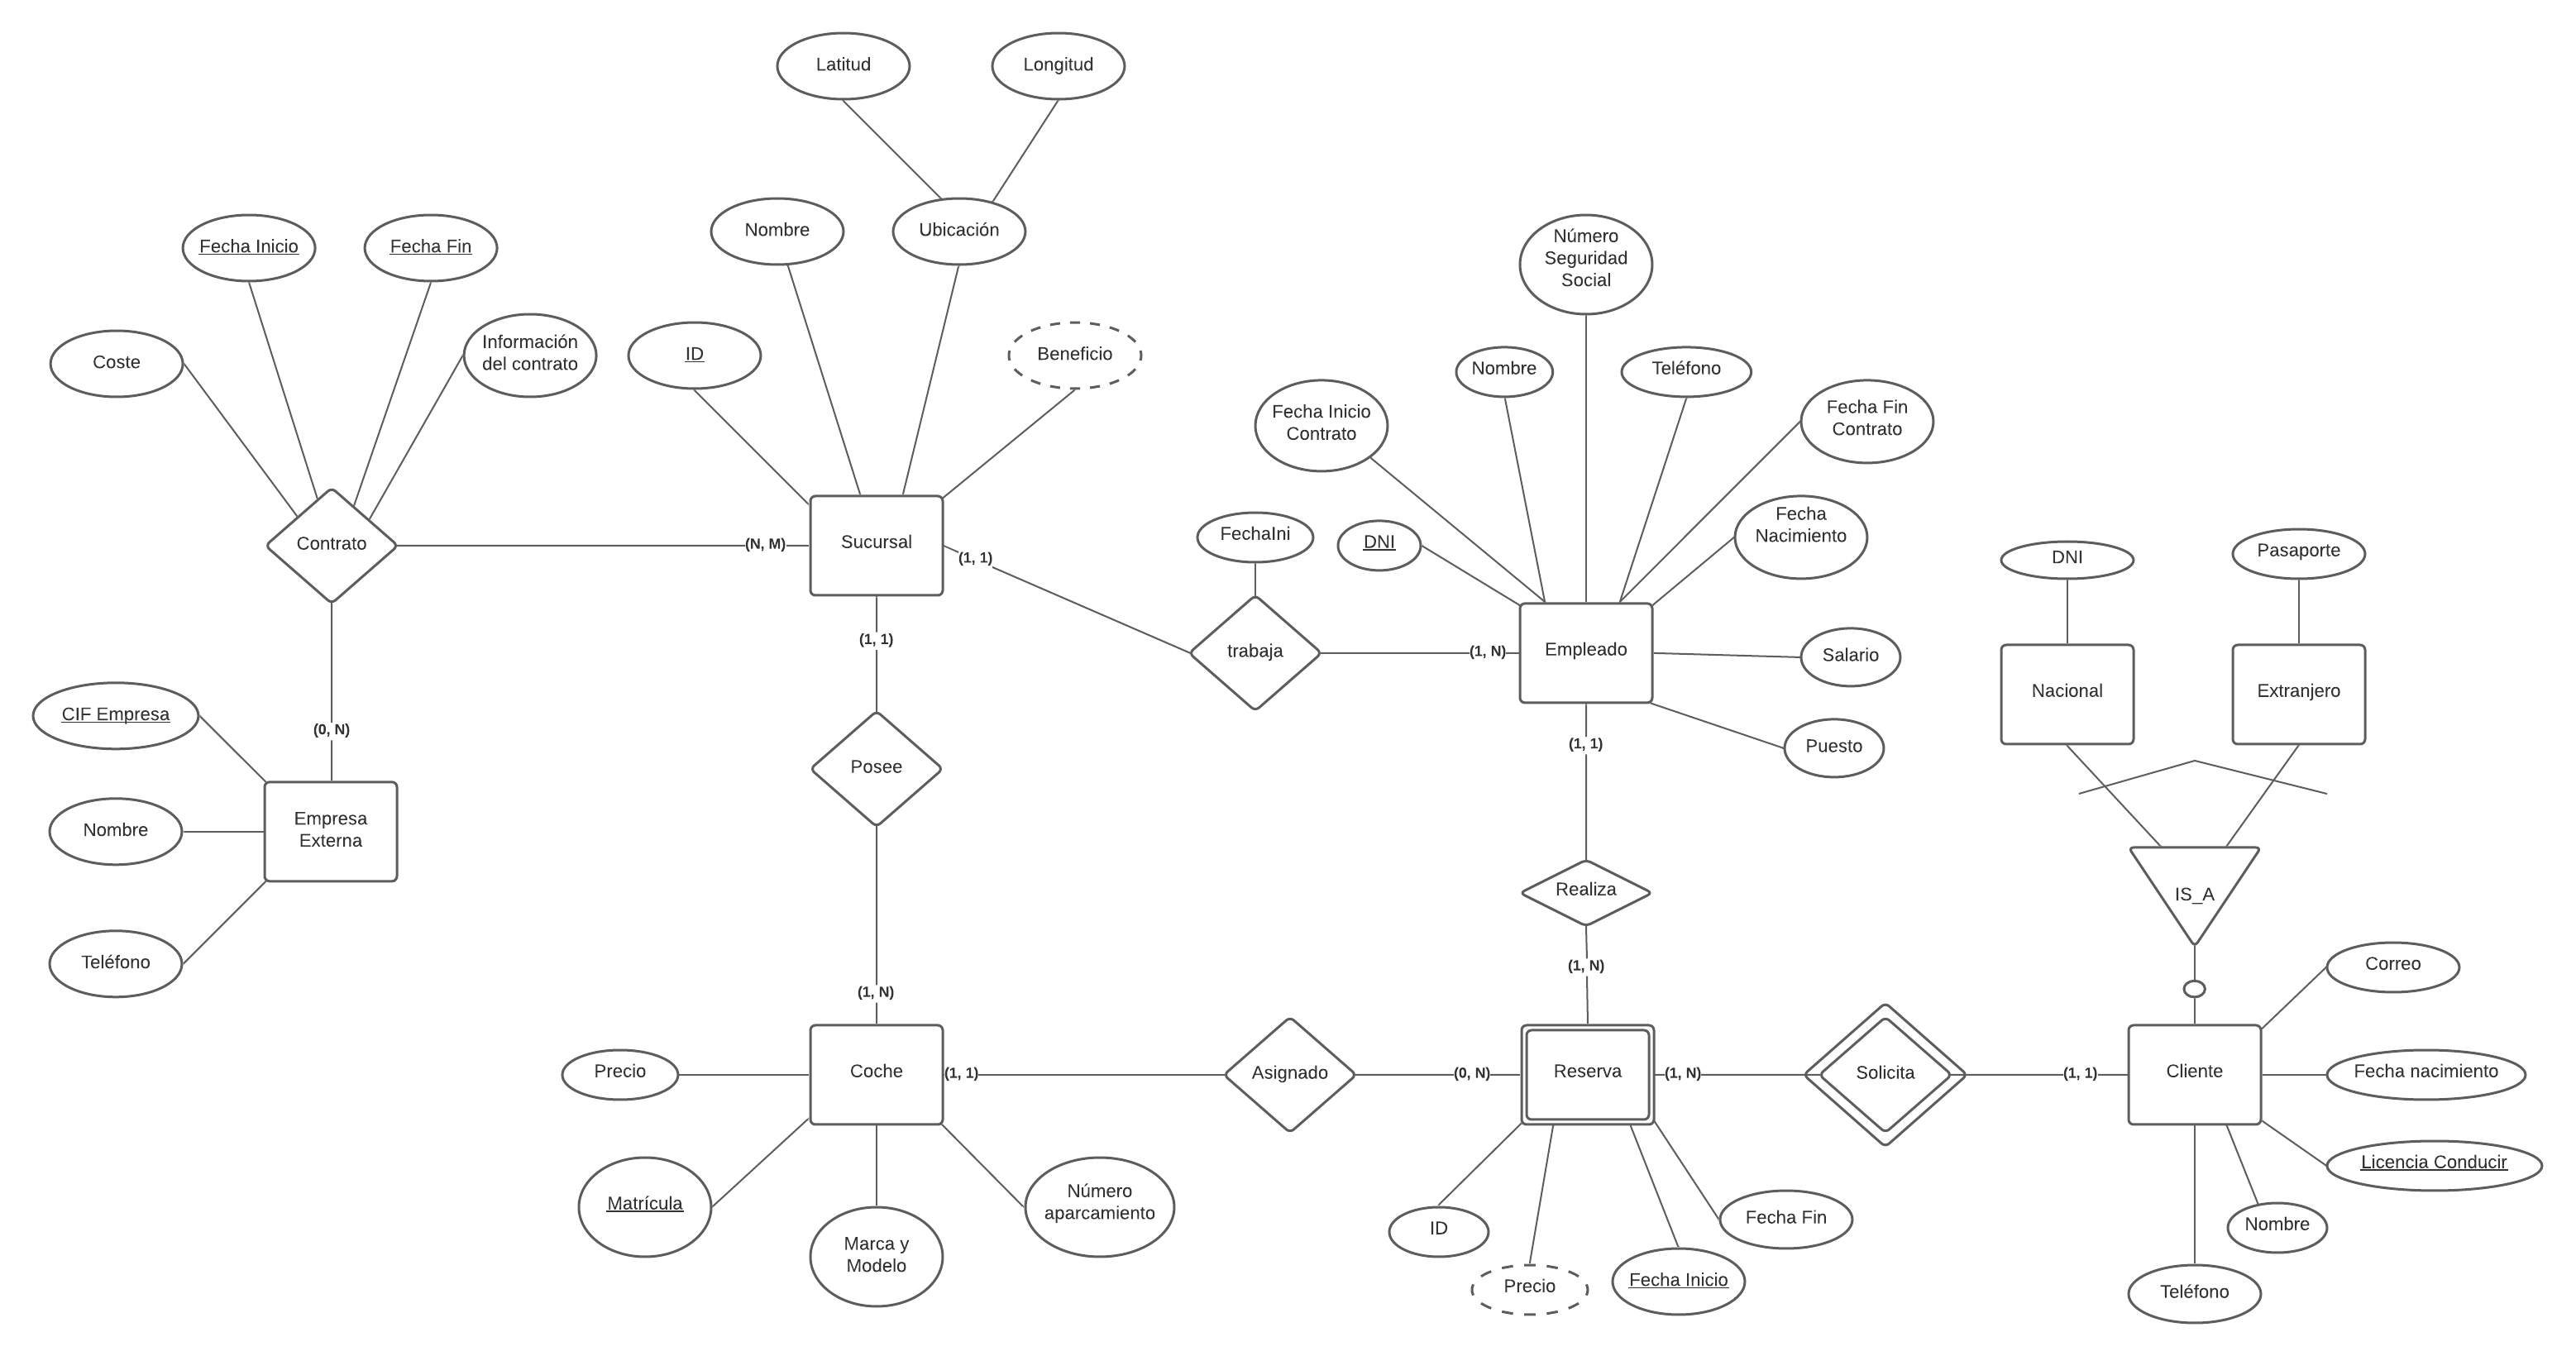 Latitud
Longitud
Nombre
Ubicación
Fecha Inicio
Fecha Fin
Coste
Información
del contrato
ID
Beneficio
Contrato
(N, M)
Sucursal
(1, 1)
Número
Seguridad
Social
Nombre
Teléfono
Fecha Inicio
Contrato
Fecha Fin
Contrato
FechaIni
DNI
Fecha
Nacimiento
trabaja
(1, N)
Empleado
Salario
Puesto
DNI
Pasaporte
Nacional
Extranjero
(1, 1)
(1, 1)
CIF Empresa
(0, N)
Posee
Nombre
Empresa
Externa
Teléfono
Realiza
IS_A
(1, N)
(1, N)
Correo
Precio
Coche
(1, 1)
Asignado
(0, N)
Reserva
(1, N)
Solicita
(1, 1)
Cliente
Fecha nacimiento
Licencia Conducir
Matrícula
Marca y
Modelo
Número
aparcamiento
ID
Precio
Fecha Inicio
Fecha Fin
Nombre
Teléfono